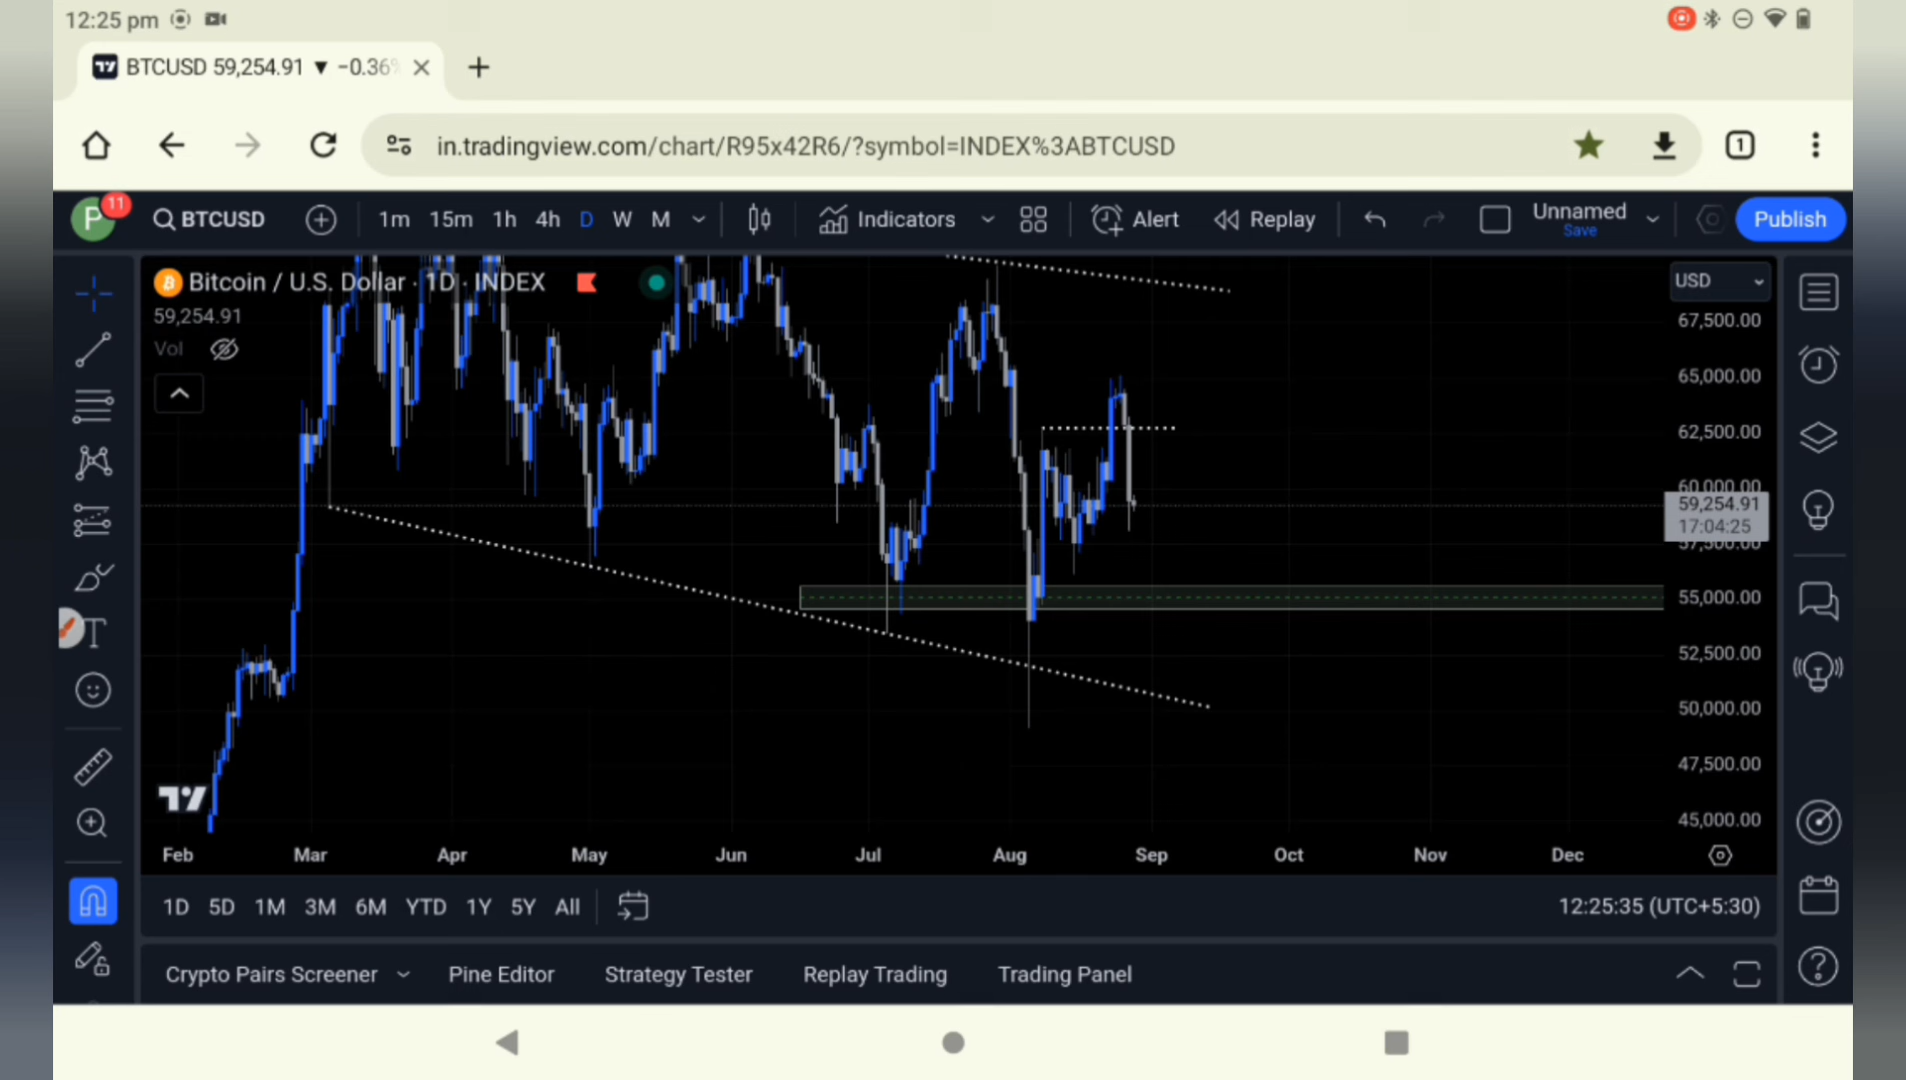 12:25 pm
BTCUSD 59,254.91 ▼ −0.36%
1
in.tradingview.com/chart/R95x42R6/?symbol=INDEX%3ABTCUSD
P
11
BTCUSD
1m 15m 1h 4h D W M
Indicators
Alert
Replay
Unnamed
Save
Publish
Bitcoin / U.S. Dollar · 1D · INDEX
59,254.91
Vol
USD
67,500.00
65,000.00
62,500.00
60,000.00
59,254.91
17:04:25
57,500.00
55,000.00
52,500.00
50,000.00
47,500.00
45,000.00
T
Feb Mar Apr May Jun Jul Aug Sep Oct Nov Dec
1D 5D 1M 3M 6M YTD 1Y 5Y All
12:25:35 (UTC+5:30)
Crypto Pairs Screener Pine Editor Strategy Tester Replay Trading Trading Panel